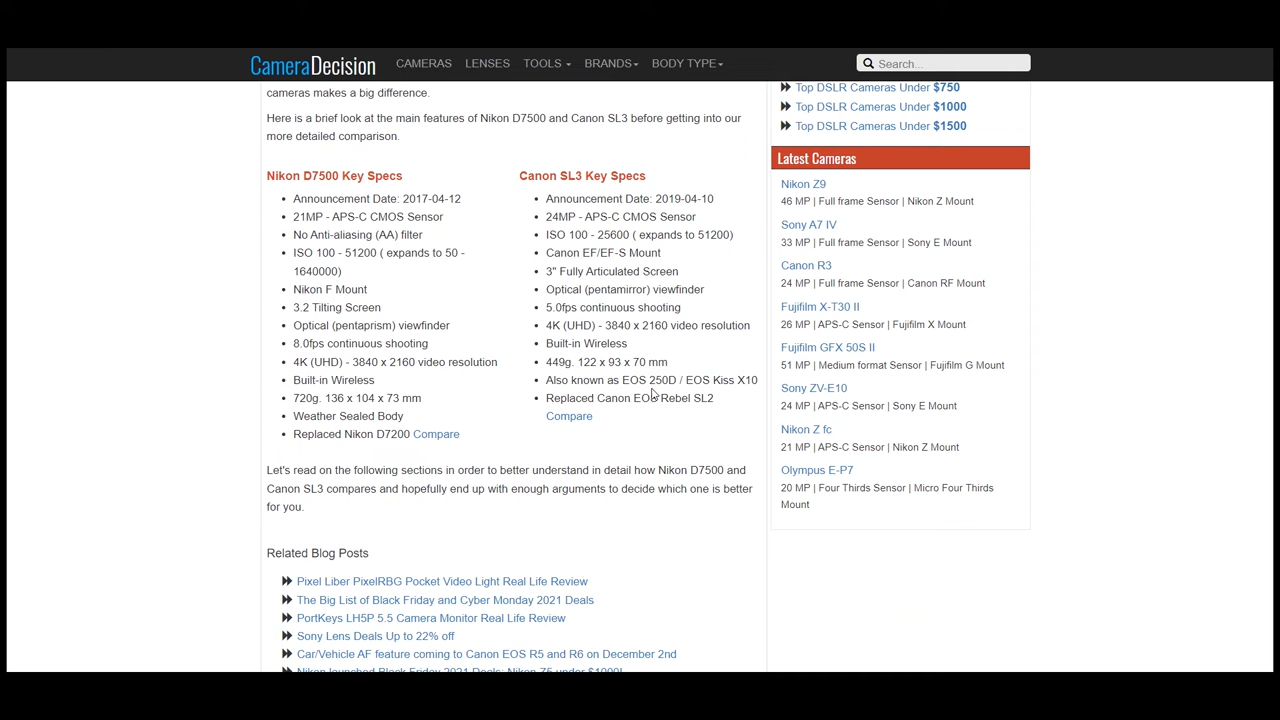 CameraDecision CAMERAS LENSES TOOLS BRANDS BODY TYPE Search...
cameras makes a big difference.
Here is a brief look at the main features of Nikon D7500 and Canon SL3 before getting into our
more detailed comparison.
Nikon D7500 Key Specs
Announcement Date: 2017-04-12
21MP - APS-C CMOS Sensor
No Anti-aliasing (AA) filter
ISO 100 - 51200 ( expands to 50 -
1640000)
Nikon F Mount
3.2 Tilting Screen
Optical (pentaprism) viewfinder
8.0fps continuous shooting
4K (UHD) - 3840 x 2160 video resolution
Built-in Wireless
720g. 136 x 104 x 73 mm
Weather Sealed Body
Replaced Nikon D7200 Compare
Canon SL3 Key Specs
Announcement Date: 2019-04-10
24MP - APS-C CMOS Sensor
ISO 100 - 25600 ( expands to 51200)
Canon EF/EF-S Mount
3" Fully Articulated Screen
Optical (pentamirror) viewfinder
5.0fps continuous shooting
4K (UHD) - 3840 x 2160 video resolution
Built-in Wireless
449g. 122 x 93 x 70 mm
Also known as EOS 250D / EOS Kiss X10
Replaced Canon EOS Rebel SL2
Compare
Let's read on the following sections in order to better understand in detail how Nikon D7500 and
Canon SL3 compares and hopefully end up with enough arguments to decide which one is better
for you.
Related Blog Posts
Pixel Liber PixelRBG Pocket Video Light Real Life Review
The Big List of Black Friday and Cyber Monday 2021 Deals
PortKeys LH5P 5.5 Camera Monitor Real Life Review
Sony Lens Deals Up to 22% off
Car/Vehicle AF feature coming to Canon EOS R5 and R6 on December 2nd
Nikon launched Black Friday 2021 Deals: Nikon Z5 under $1000!
Top DSLR Cameras Under $750
Top DSLR Cameras Under $1000
Top DSLR Cameras Under $1500
Latest Cameras
Nikon Z9
46 MP | Full frame Sensor | Nikon Z Mount
Sony A7 IV
33 MP | Full frame Sensor | Sony E Mount
Canon R3
24 MP | Full frame Sensor | Canon RF Mount
Fujifilm X-T30 II
26 MP | APS-C Sensor | Fujifilm X Mount
Fujifilm GFX 50S II
51 MP | Medium format Sensor | Fujifilm G Mount
Sony ZV-E10
24 MP | APS-C Sensor | Sony E Mount
Nikon Z fc
21 MP | APS-C Sensor | Nikon Z Mount
Olympus E-P7
20 MP | Four Thirds Sensor | Micro Four Thirds
Mount